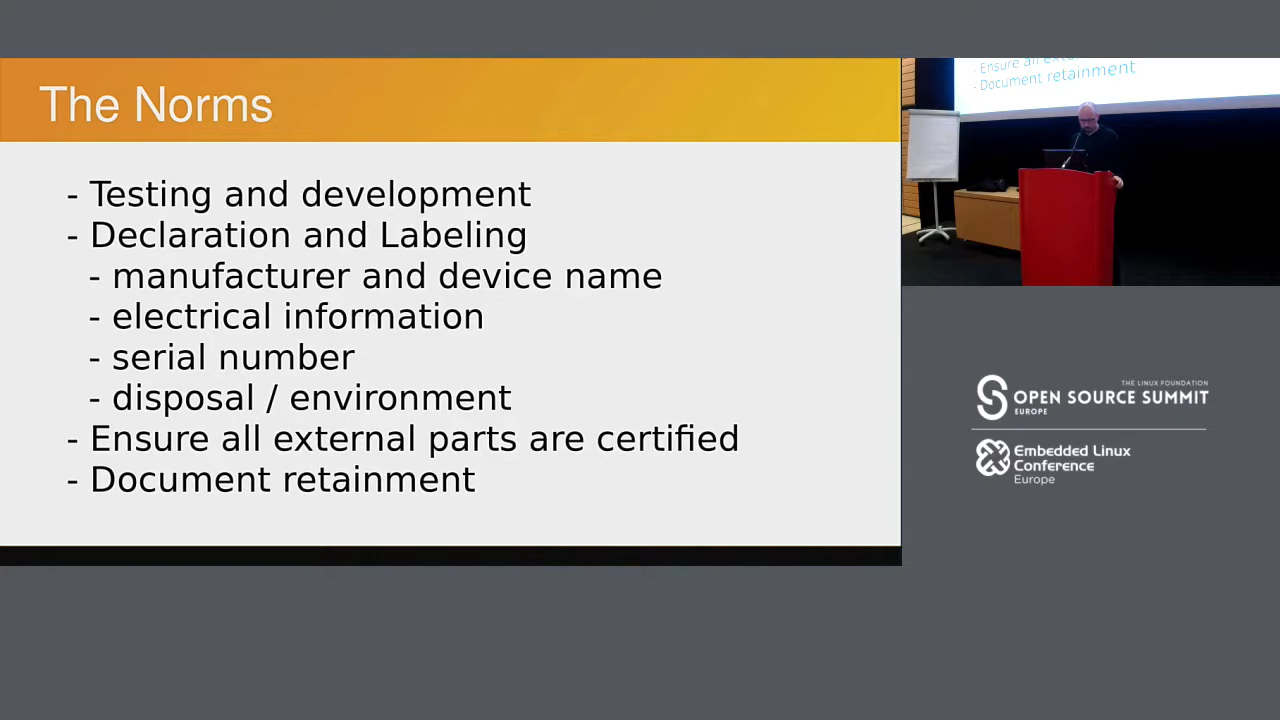 The Norms
- Testing and development
- Declaration and Labeling
- manufacturer and device name
- electrical information
- serial number
- disposal / environment
- Ensure all external parts are certified
- Document retainment
- Ensure all
- Document retainment
THE LINUX FOUNDATION
OPEN SOURCE SUMMIT
EUROPE
Embedded Linux
Conference
Europe